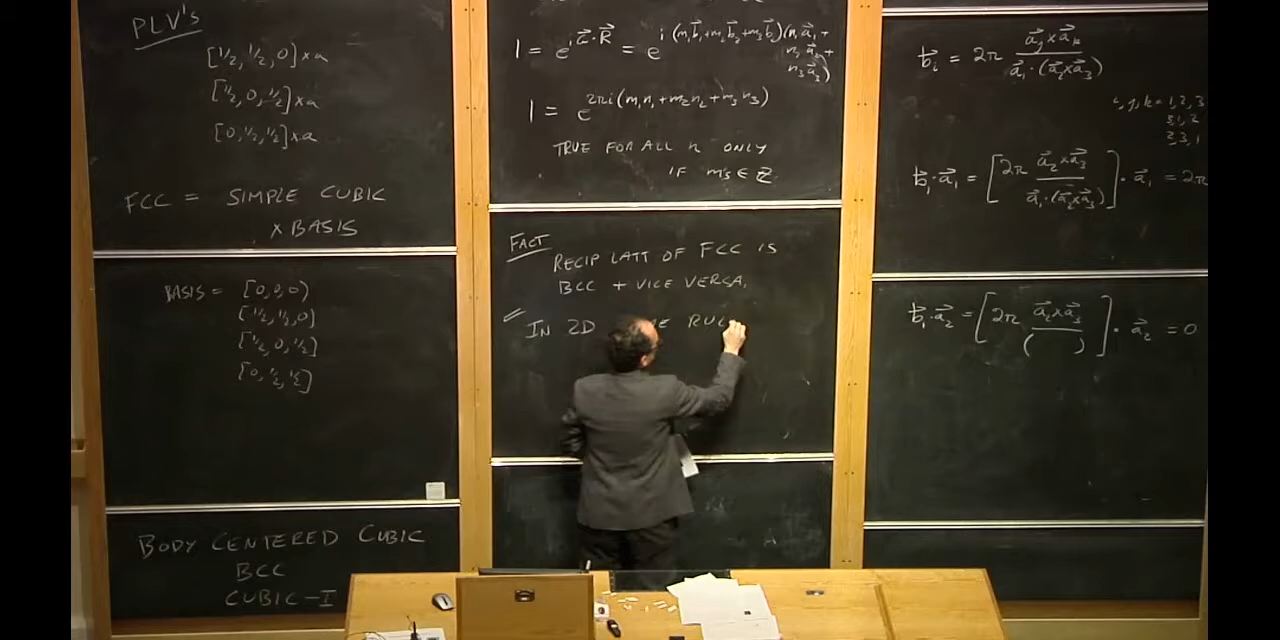 PLV's
[1/2, 1/2, 0] x a
[1/2, 0, 1/2] x a
[0, 1/2, 1/2] x a
FCC = SIMPLE CUBIC
x BASIS
BASIS = [0,0,0)
[1/2, 1/2, 0]
[1/2, 0, 1/2]
[0, 1/2, 1/2]
BODY CENTERED CUBIC
BCC
CUBIC-I
1 = e^{i G⃗·R⃗} = e^{i (m₁b⃗₁+m₂b⃗₂+m₃b⃗₃)(n₁a⃗₁+
n₂a⃗₂+
n₃a⃗₃)}
1 = e^{2πi(m₁n₁+m₂n₂+m₃n₃)}
TRUE FOR ALL n ONLY
IF m's ∈ Z
FACT
RECIP LATT OF FCC IS
BCC + VICE VERSA,
IN 2D
b⃗ᵢ = 2π a⃗ⱼ×a⃗ₖ / a⃗₁·(a⃗₂×a⃗₃)
i, j, k = 1, 2, 3
3, 1, 2
2, 3, 1
b⃗₁·a⃗₁ = [2π a⃗₂×a⃗₃ / a⃗₁·(a⃗₂×a⃗₃)]·a⃗₁ = 2π
b⃗₁·a⃗₂ = [2π a⃗₂×a⃗₃ / ( )]·a⃗₂ = 0